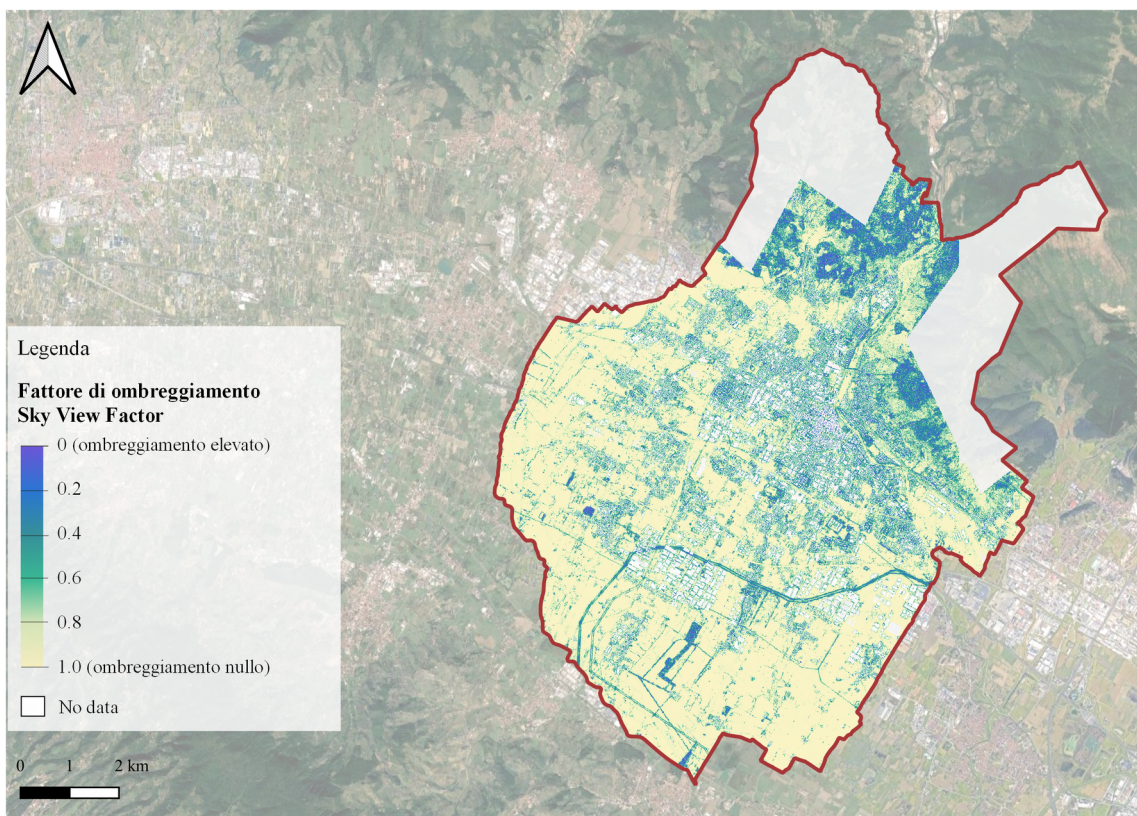 Legenda
Fattore di ombreggiamento
Sky View Factor
0 (ombreggiamento elevato)
0.2
0.4
0.6
0.8
1.0 (ombreggiamento nullo)
No data
0 1 2 km